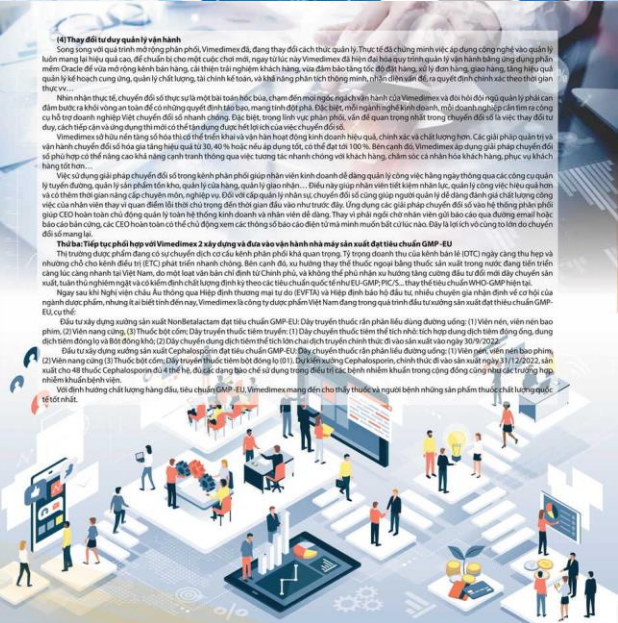 (4) Thay đổi tư duy quản lý vận hành
Song song với quá trình mở rộng phân phối, Vimedimex đã, đang thay đổi cách thức quản lý. Thực tế đã chứng minh việc áp dụng công nghệ vào quản lý
luôn mang lại hiệu quả cao, để chuẩn bị cho một cuộc chơi mới, ngay từ lúc này Vimedimex đã hiện đại hóa quy trình quản lý vận hành bằng ứng dụng phần
mềm Oracle để vừa mở rộng kênh bán hàng, cải thiện trải nghiệm khách hàng, vừa đảm bảo tăng tốc độ đặt hàng, xử lý đơn hàng, giao hàng, tăng hiệu quả
quản lý kế hoạch cung ứng, quản lý chất lượng, tài chính kế toán, và khả năng phân tích thông minh, nhận diện vấn đề, ra quyết định chính xác theo thời gian
thực vv…
Nhìn nhận thực tế, chuyển đổi số thực sự là một bài toán hóc búa, chạm đến mọi ngóc ngách vận hành của Vimedimex và đòi hỏi đội ngũ quản lý phải can
đảm bước ra khỏi vòng an toàn để có những quyết định táo bạo, mang tính đột phá. Đặc biệt, mỗi ngành nghề kinh doanh, mỗi doanh nghiệp cần tìm ra công
cụ hỗ trợ doanh nghiệp Việt chuyển đổi số nhanh chóng. Đặc biệt, trong lĩnh vực phân phối, vấn đề quan trọng nhất trong chuyển đổi số là việc thay đổi tư
duy, cách tiếp cận và ứng dụng thì mới có thể tận dụng được hết lợi ích của việc chuyển đổi số.
Vimedimex sở hữu nền tảng số hóa thì có thể triển khai và vận hàn hoạt động kinh doanh hiệu quả, chính xác và chất lượng hơn. Các giải pháp quản trị và
vận hành chuyển đổi số hóa gia tăng hiệu quả từ 30, 40 % hoặc nếu áp dụng tốt, có thể đạt tới 100 %. Bên cạnh đó, Vimedimex áp dụng giải pháp chuyển đổi
số phù hợp có thể nâng cao khả năng cạnh tranh thông qua việc tương tác nhanh chóng với khách hàng, chăm sóc cá nhân hóa khách hàng, phục vụ khách
hàng tốt hơn…
Việc sử dụng giải pháp chuyển đổi số trong kênh phân phối giúp nhân viên kinh doanh dễ dàng quản lý công việc hằng ngày thông qua các công cụ quản
lý tuyến đường, quản lý sản phẩm tồn kho, quản lý cửa hàng, quản lý giao nhận… Điều này giúp nhân viên tiết kiệm nhân lực, quản lý công việc hiệu quả hơn
và có thêm thời gian nâng cấp chuyên môn, nghiệp vụ. Đối với cấp quản lý nhân sự, chuyển đổi số cũng giúp người quản lý dễ dàng đánh giá chất lượng công
việc của nhân viên thay vì quan điểm lỗi thời chú trọng đến thời gian đầu vào như trước đây. Ứng dụng các giải pháp chuyển đổi số vào hệ thống phân phối
giúp CEO hoàn toàn chủ động quản lý toàn hệ thống kinh doanh và nhân viên dễ dàng. Thay vì phải ngồi chờ nhân viên gửi báo cáo qua đường email hoặc
báo cáo bản cứng, các CEO hoàn toàn có thể chủ động xem các thông số báo cáo điện tử mà mình muốn bất cứ lúc nào. Đây là lợi ích vô cùng to lớn do chuyển
đổi số mang lại.
Thứ ba: Tiếp tục phối hợp với Vimedimex 2 xây dựng và đưa vào vận hành nhà máy sản xuất đạt tiêu chuẩn GMP -EU
Thị trường dược phẩm đang có sự chuyển dịch cơ cấu kênh phân phối khá quan trọng. Tỷ trọng doanh thu của kênh bán lẻ (OTC) ngày càng thu hẹp và
nhường chỗ cho kênh điều trị (ETC) phát triển nhanh chóng. Bên cạnh đó, xu hướng thay thế thuốc ngoại bằng thuốc sản xuất trong nước đang tiến triển
càng lúc càng nhanh tại Việt Nam, do một loạt văn bản chỉ định từ Chính phủ, và không thể phủ nhận xu hướng tăng cường đầu tư đổi mới dây chuyền sản
xuất, tuân thủ nghiêm ngặt và có kiểm định chất lượng định kỳ theo các tiêu chuẩn quốc tế như EU-GMP; PIC/S… thay thế tiêu chuẩn WHO-GMP hiện tại.
Ngay sau khi Nghị viện châu Âu thông qua Hiệp định thương mại tự do (EVFTA) và Hiệp định bảo hộ đầu tư, nhiều chuyên gia nhận định về cơ hội của
ngành dược phẩm, nhưng ít ai biết tính đến nay, Vimedimex là công ty dược phẩm Việt Nam đang trong quá trình đầu tư xưởng sản xuất đạt thiêu chuẩn GMP-
EU, cụ thể:
Đầu tư xây dựng xưởng sản xuất NonBetalactam đạt tiêu chuẩn GMP-EU: Dây chuyền thuốc rắn phân liều dùng đường uống: (1) Viên nén, viên nén bao
phim, (2) Viên nang cứng, (3) Thuốc bột cốm; Dây truyền thuốc tiêm truyền: (1) Dây chuyền thuốc tiêm thể tích nhỏ: tích hợp dung dịch tiêm đóng ống, dung
dịch tiêm đóng lọ và Bột đông khô; (2) Dây chuyền dung dịch tiêm thể tích lớn chai dịch truyền chính thức đi vào sản xuất vào ngày 30/9/2022.
Đầu tư xây dựng xưởng sản xuất Cephalosporin đạt tiêu chuẩn GMP-EU: Dây chuyền thuốc rắn phân liều đường uống: (1) Viên nén, viên nén bao phim,
(2) Viên nang cứng, (3) Thuốc bột cốm; Dây truyền thuốc tiêm bột đóng lọ (01). Dự kiến xưởng Cephalosporin, chính thức đi vào sản xuất ngày 31/12/2022, sản
xuất cho 48 thuốc Cephalosporin đủ 4 thế hệ, đủ các dạng bào chế sử dụng trong điều trị các bệnh nhiễm khuẩn trong cộng đồng cũng như các trường hợp
nhiễm khuẩn bệnh viện.
Với định hướng chất lượng hàng đầu, tiêu chuẩn GMP -EU, Vimedimex mang đến cho thầy thuốc và người bệnh những sản phẩm thuốc chất lượng quốc
tế tốt nhất.